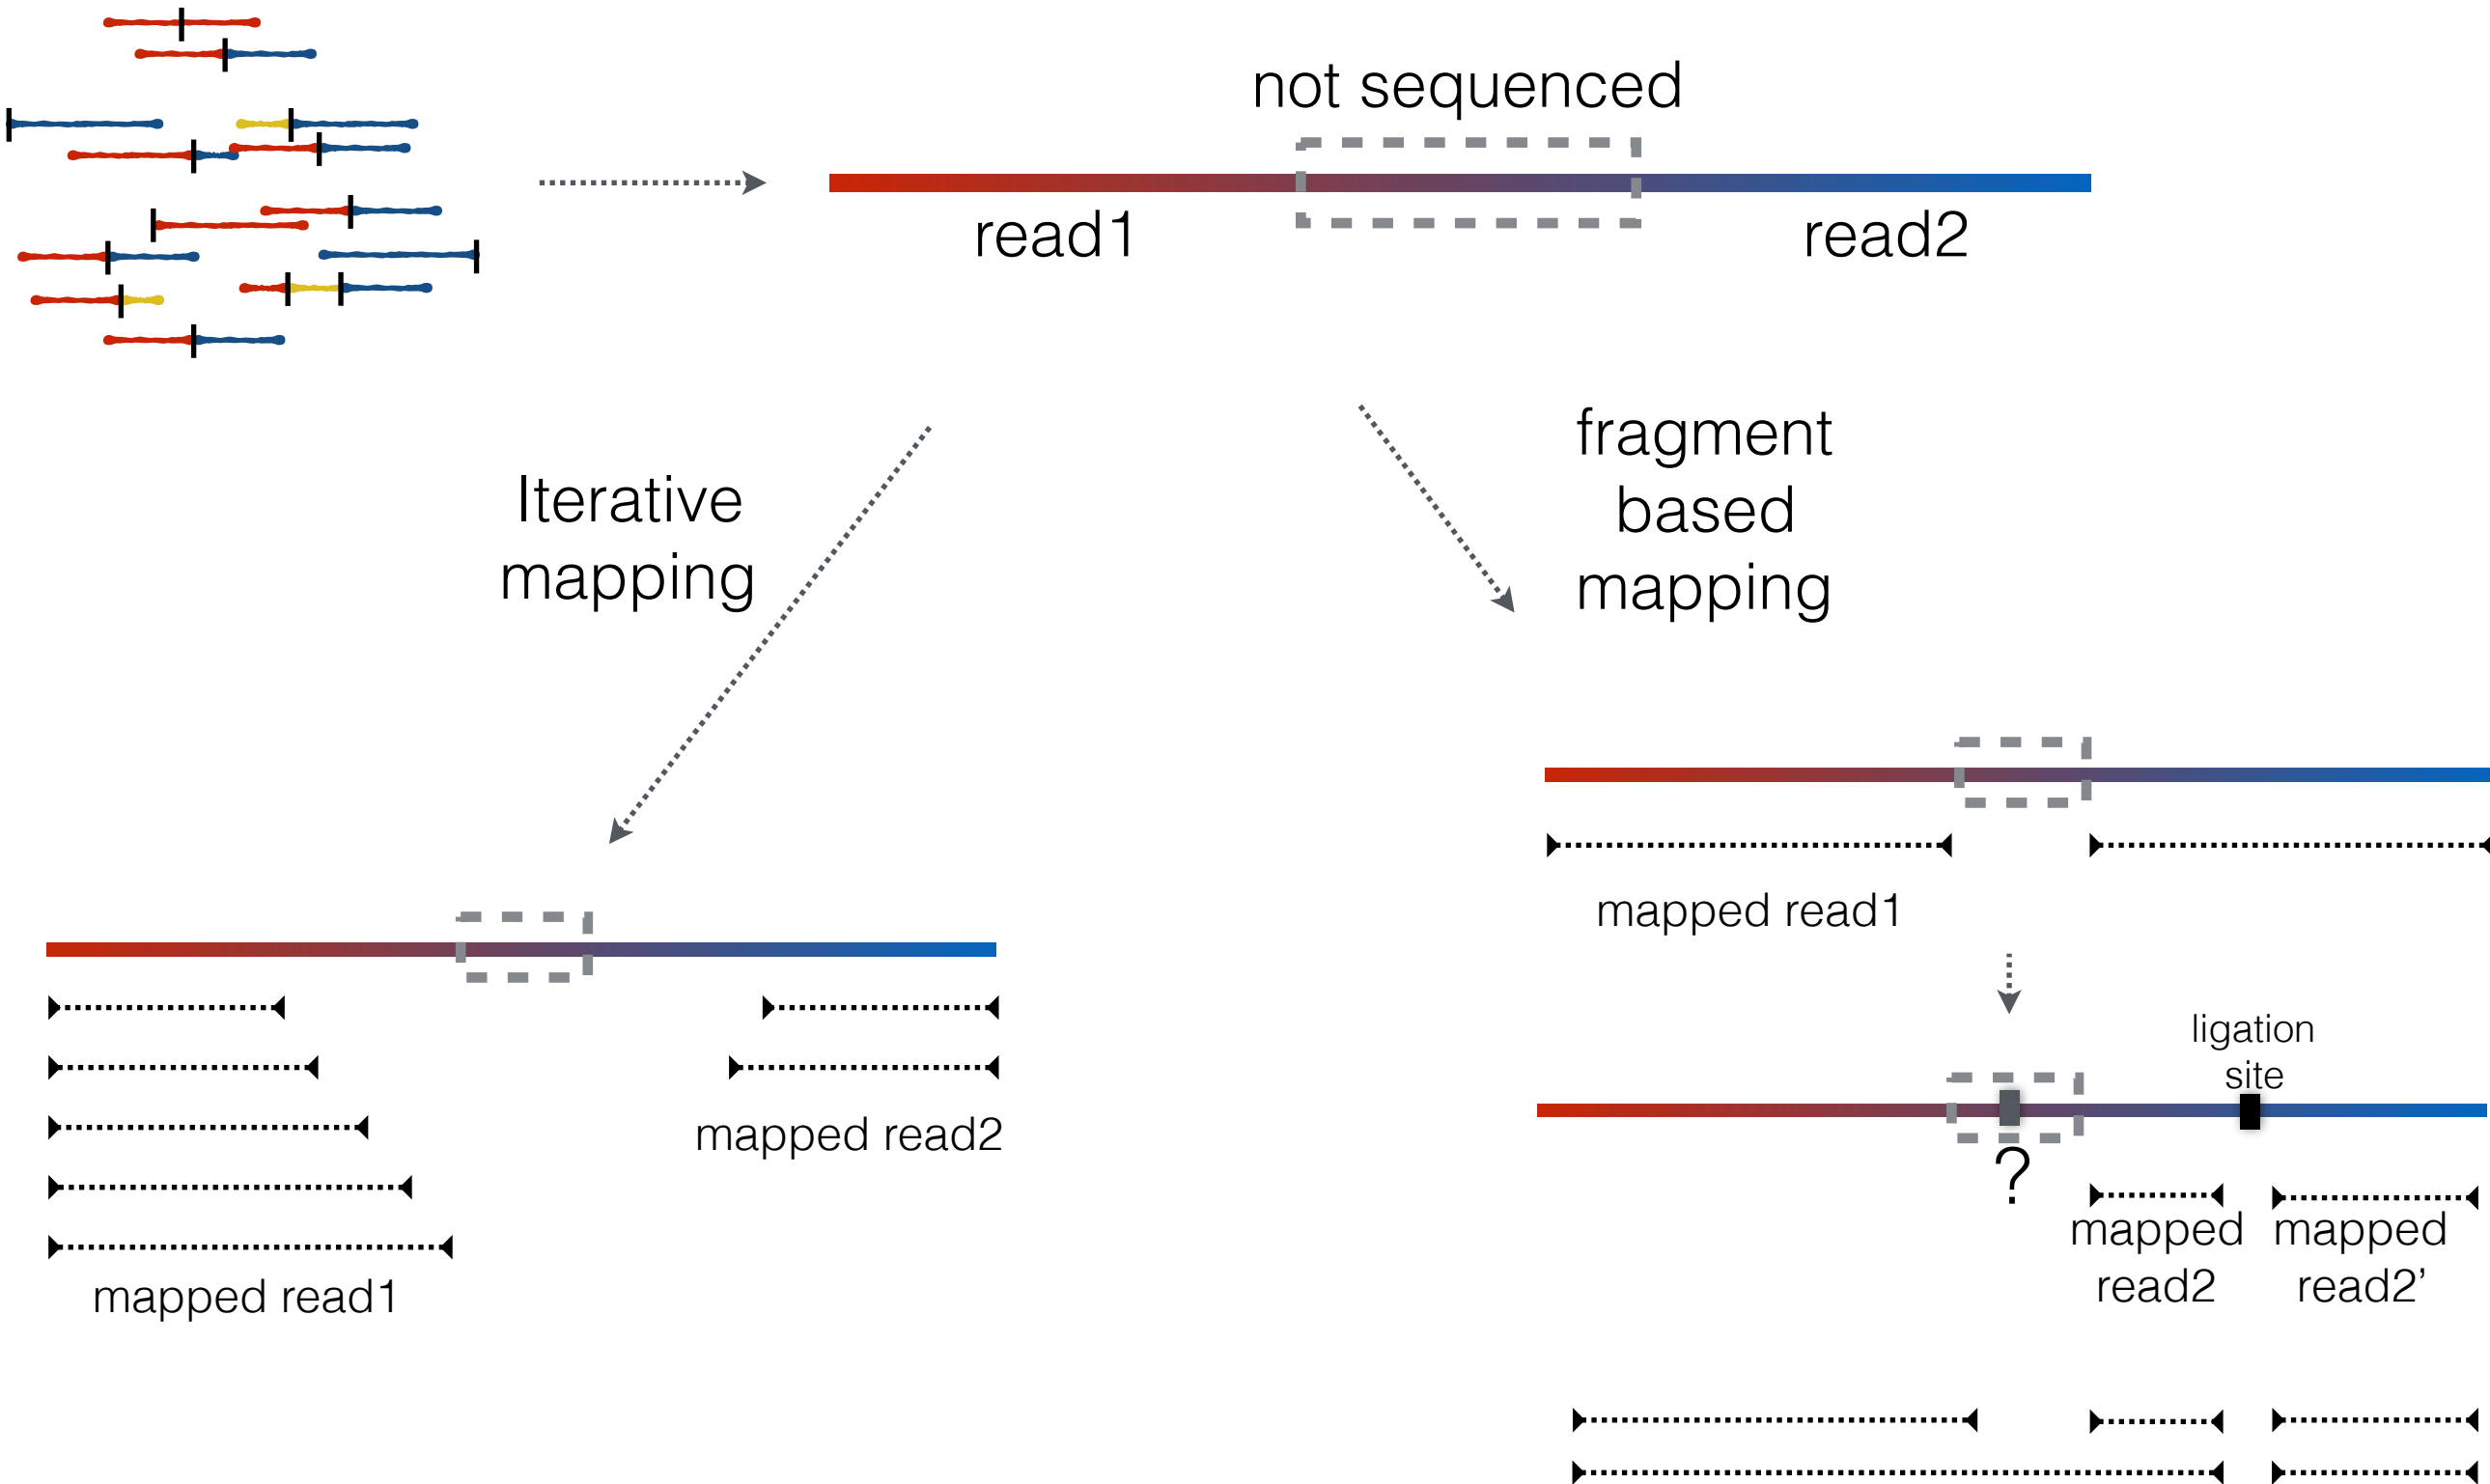 not sequenced
read1
read2
Iterative
mapping
fragment
based
mapping
mapped read1
mapped read2
mapped read1
ligation
site
?
mapped
read2
mapped
read2’